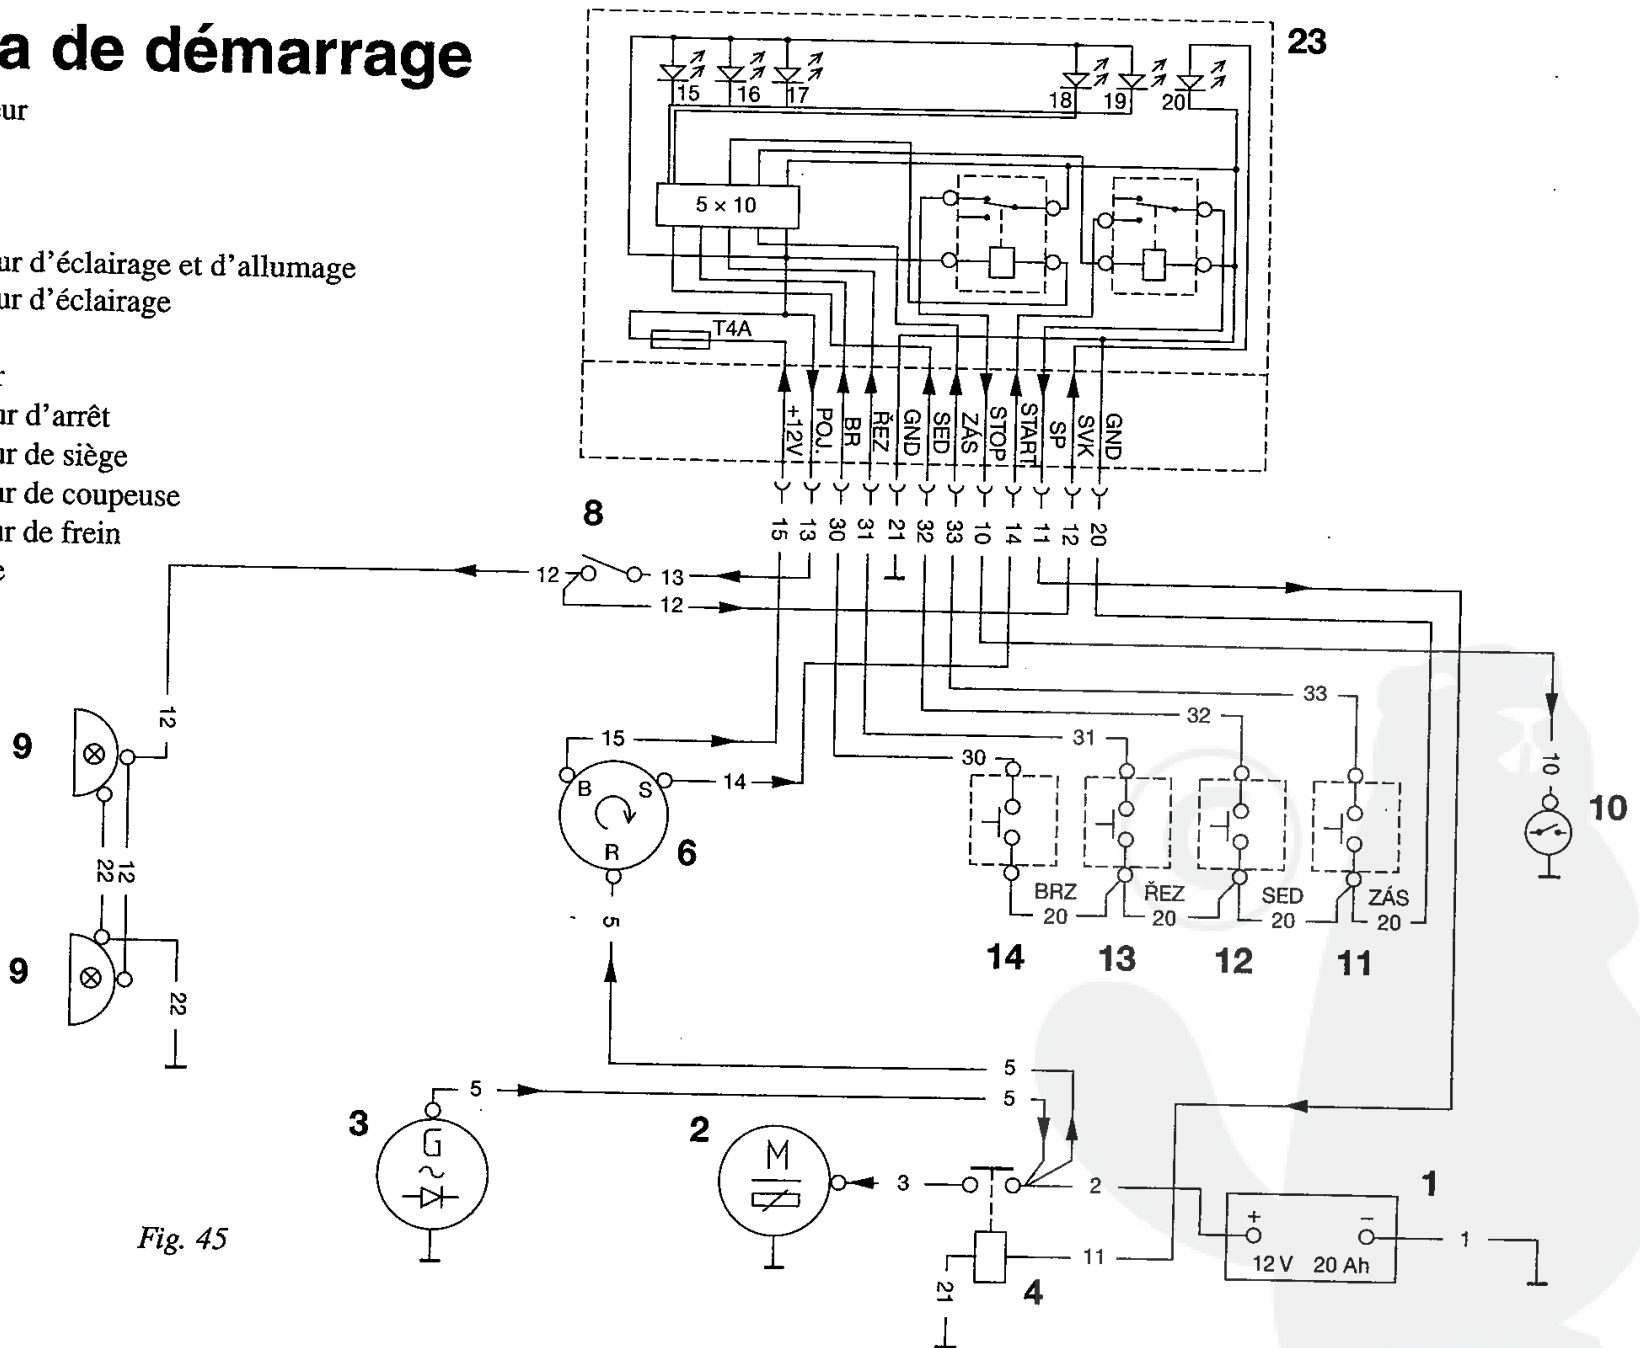 a de démarrage
eur
ur d'éclairage et d'allumage
ur d'éclairage
r
ur d'arrêt
ur de siège
ur de coupeuse
ur de frein
e
23
15 16 17 18 19 20
5 × 10
T4A
+12V POJ. BR ŘEZ GND SED ZÁS STOP START SP SVK GND
15 13 30 31 21 32 33 10 14 11 12 20
8
12 13
12
33
32
31
30
12
9
15
14
B S
R
6
10
10
22 12
5
BRZ ŘEZ SED ZÁS
20 20 20 20
14 13 12 11
9
22
5
5
5
3
G
2
M
3
2
1
+ −
12 V 20 Ah
1
11
4
21
Fig. 45